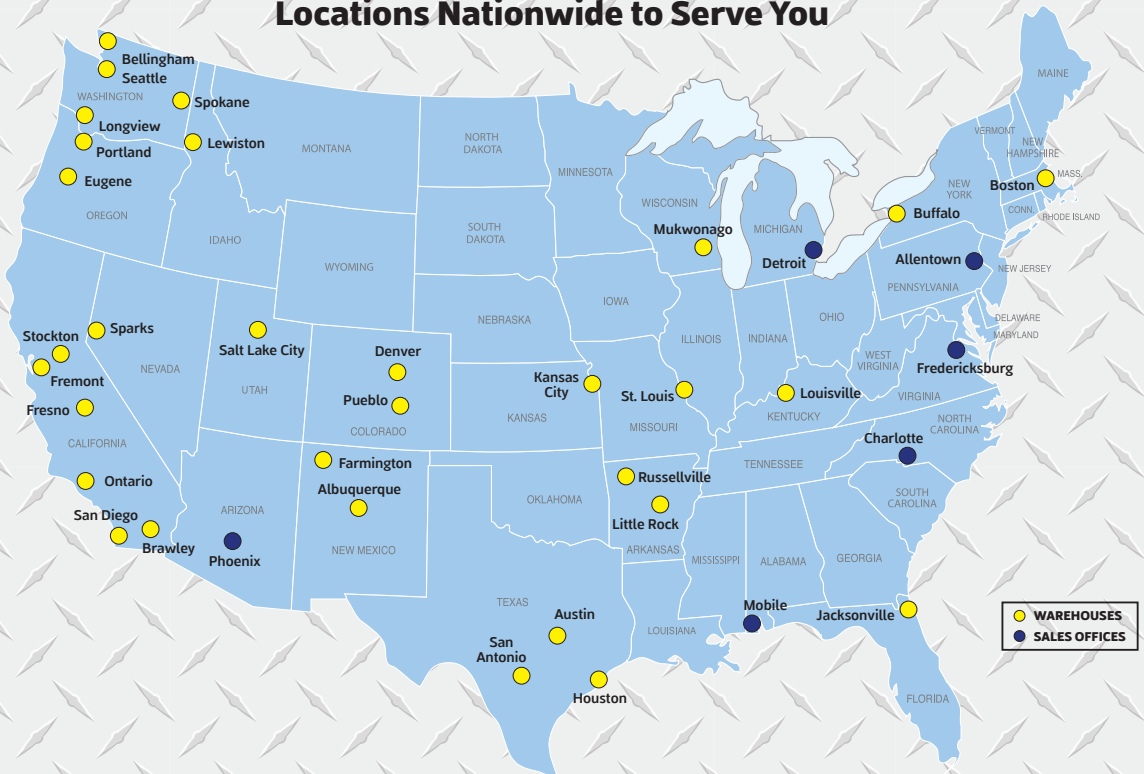 Locations Nationwide to Serve You
Bellingham
Seattle
WASHINGTON
Spokane
Longview
Portland
Lewiston
Eugene
OREGON
IDAHO
MONTANA
NORTH
DAKOTA
MINNESOTA
SOUTH
DAKOTA
WYOMING
WISCONSIN
Mukwonago
MICHIGAN
Detroit
MAINE
VERMONT
NEW
HAMPSHIRE
MASS.
Boston
NEW
YORK
CONN.
RHODE ISLAND
Buffalo
Allentown
PENNSYLVANIA
NEW JERSEY
DELAWARE
MARYLAND
Stockton
Sparks
Fremont
Fresno
NEVADA
CALIFORNIA
Ontario
San Diego
Brawley
Salt Lake City
UTAH
Denver
Pueblo
COLORADO
NEBRASKA
IOWA
ILLINOIS
INDIANA
OHIO
WEST
VIRGINIA
Fredericksburg
VIRGINIA
Kansas
City
KANSAS
St. Louis
MISSOURI
Louisville
KENTUCKY
NORTH
CAROLINA
Charlotte
TENNESSEE
SOUTH
CAROLINA
Farmington
Albuquerque
NEW MEXICO
ARIZONA
Phoenix
OKLAHOMA
Russellville
Little Rock
ARKANSAS
MISSISSIPPI
ALABAMA
GEORGIA
TEXAS
Austin
San
Antonio
Houston
LOUISIANA
Mobile
Jacksonville
FLORIDA
WAREHOUSES
SALES OFFICES